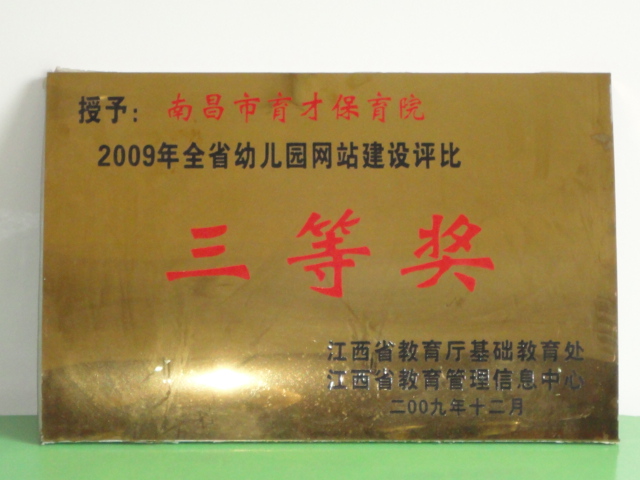 授予：南昌市育才保育院
2009年全省幼儿园网站建设评比
三等奖
江西省教育厅基础教育处
江西省教育管理信息中心
二00九年十二月